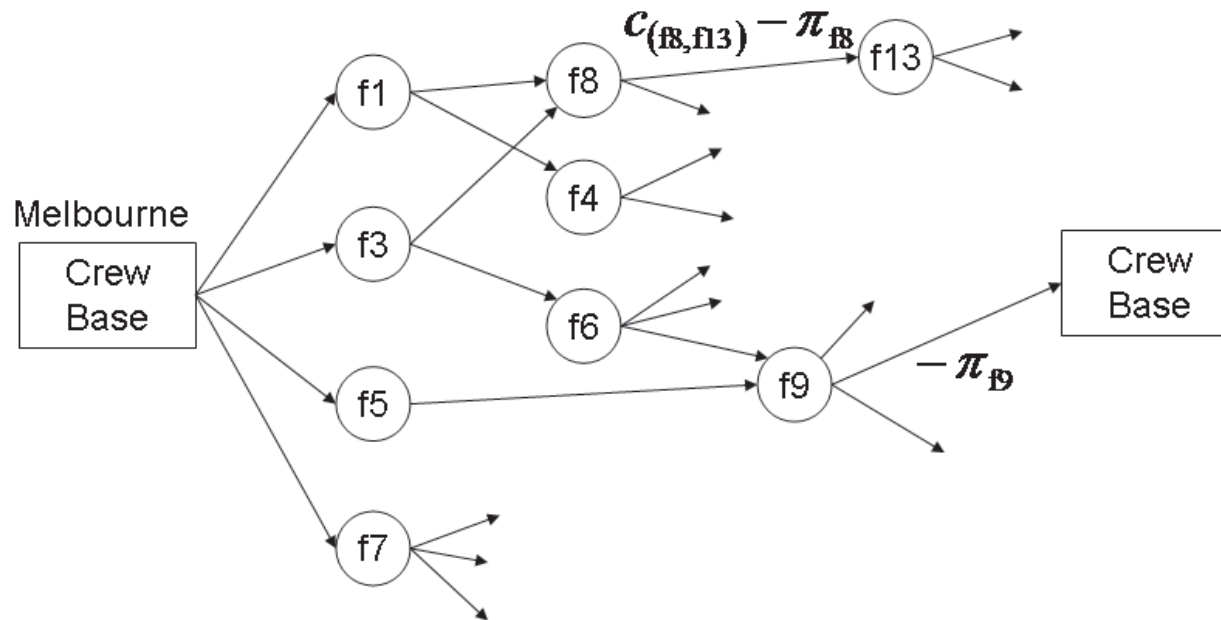 c(f8,f13) − πf8
f13
f8
f1
f4
Melbourne
Crew
Base
f3
Crew
Base
f6
f9
− πf9
f5
f7